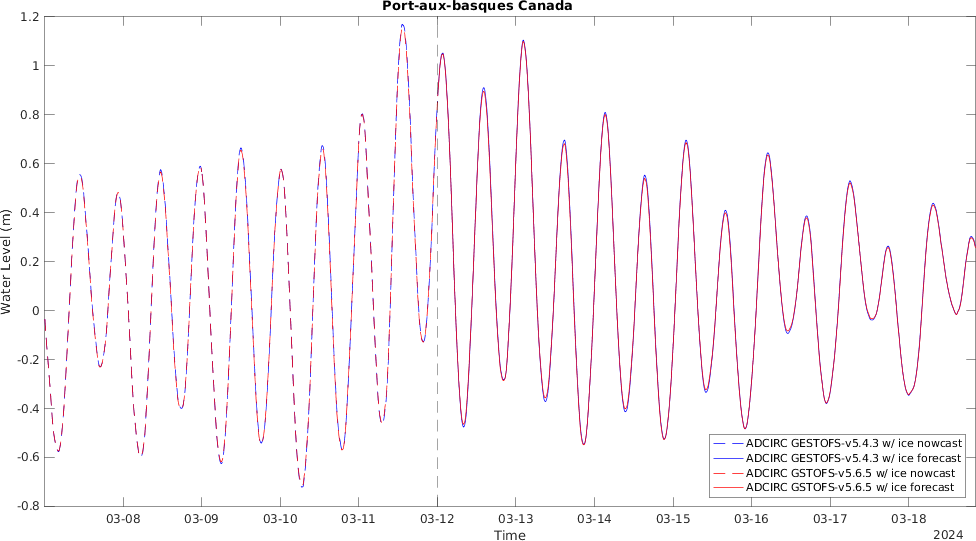 Port-aux-basques Canada
1.2
1
0.8
0.6
0.4
0.2
0
-0.2
-0.4
-0.6
-0.8
Water Level (m)
ADCIRC GESTOFS-v5.4.3 w/ ice nowcast
ADCIRC GESTOFS-v5.4.3 w/ ice forecast
ADCIRC GSTOFS-v5.6.5 w/ ice nowcast
ADCIRC GSTOFS-v5.6.5 w/ ice forecast
03-08 03-09 03-10 03-11 03-12 03-13 03-14 03-15 03-16 03-17 03-18
Time
2024